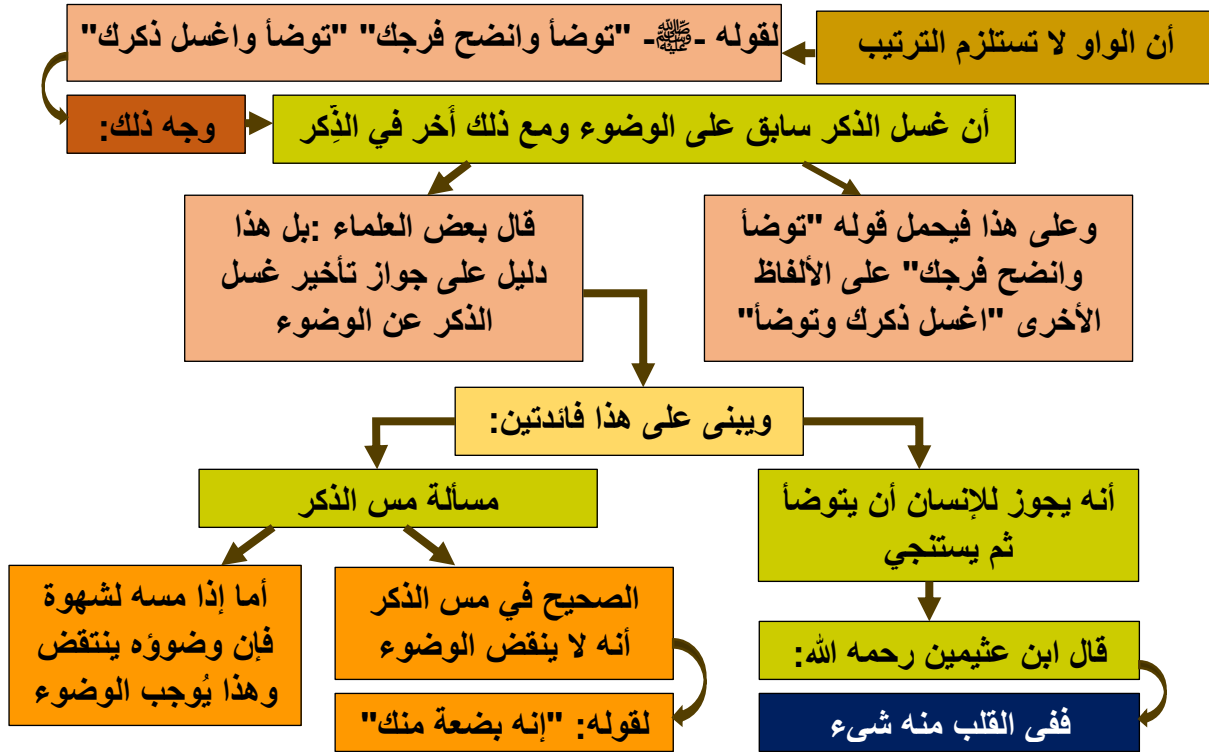 أن الواو لا تستلزم الترتيب
لقوله -ﷺ- "توضأ وانضح فرجك" "توضأ واغسل ذكرك"
وجه ذلك:
أن غسل الذكر سابق على الوضوء ومع ذلك أُخر في الذِّكر
وعلى هذا فيحمل قوله "توضأ
وانضح فرجك" على الألفاظ
الأخرى "اغسل ذكرك وتوضأ"
قال بعض العلماء :بل هذا
دليل على جواز تأخير غسل
الذكر عن الوضوء
ويبنى على هذا فائدتين:
أنه يجوز للإنسان أن يتوضأ
ثم يستنجي
قال ابن عثيمين رحمه الله:
ففي القلب منه شيء
مسألة مس الذكر
الصحيح في مس الذكر
أنه لا ينقض الوضوء
لقوله: "إنه بضعة منك"
أما إذا مسه لشهوة
فإن وضوؤه ينتقض
وهذا يُوجب الوضوء